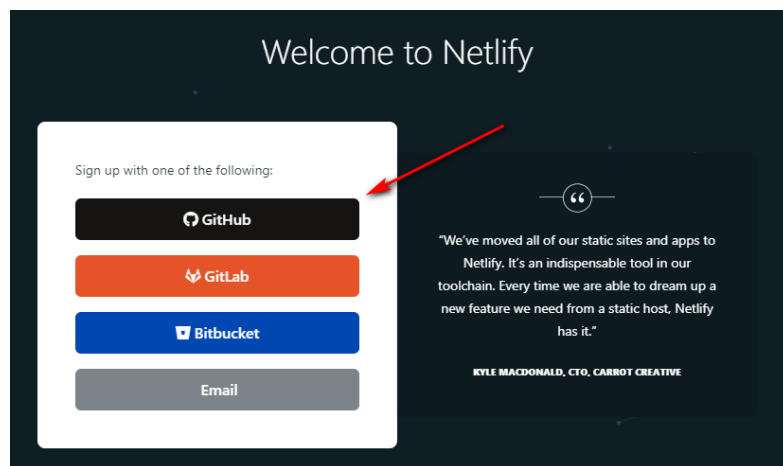 Welcome to Netlify
Sign up with one of the following:
GitHub
GitLab
Bitbucket
Email
“We’ve moved all of our static sites and apps to
Netlify. It’s an indispensable tool in our
toolchain. Every time we are able to dream up a
new feature we need from a static host, Netlify
has it.”
KYLE MACDONALD, CTO, CARROT CREATIVE